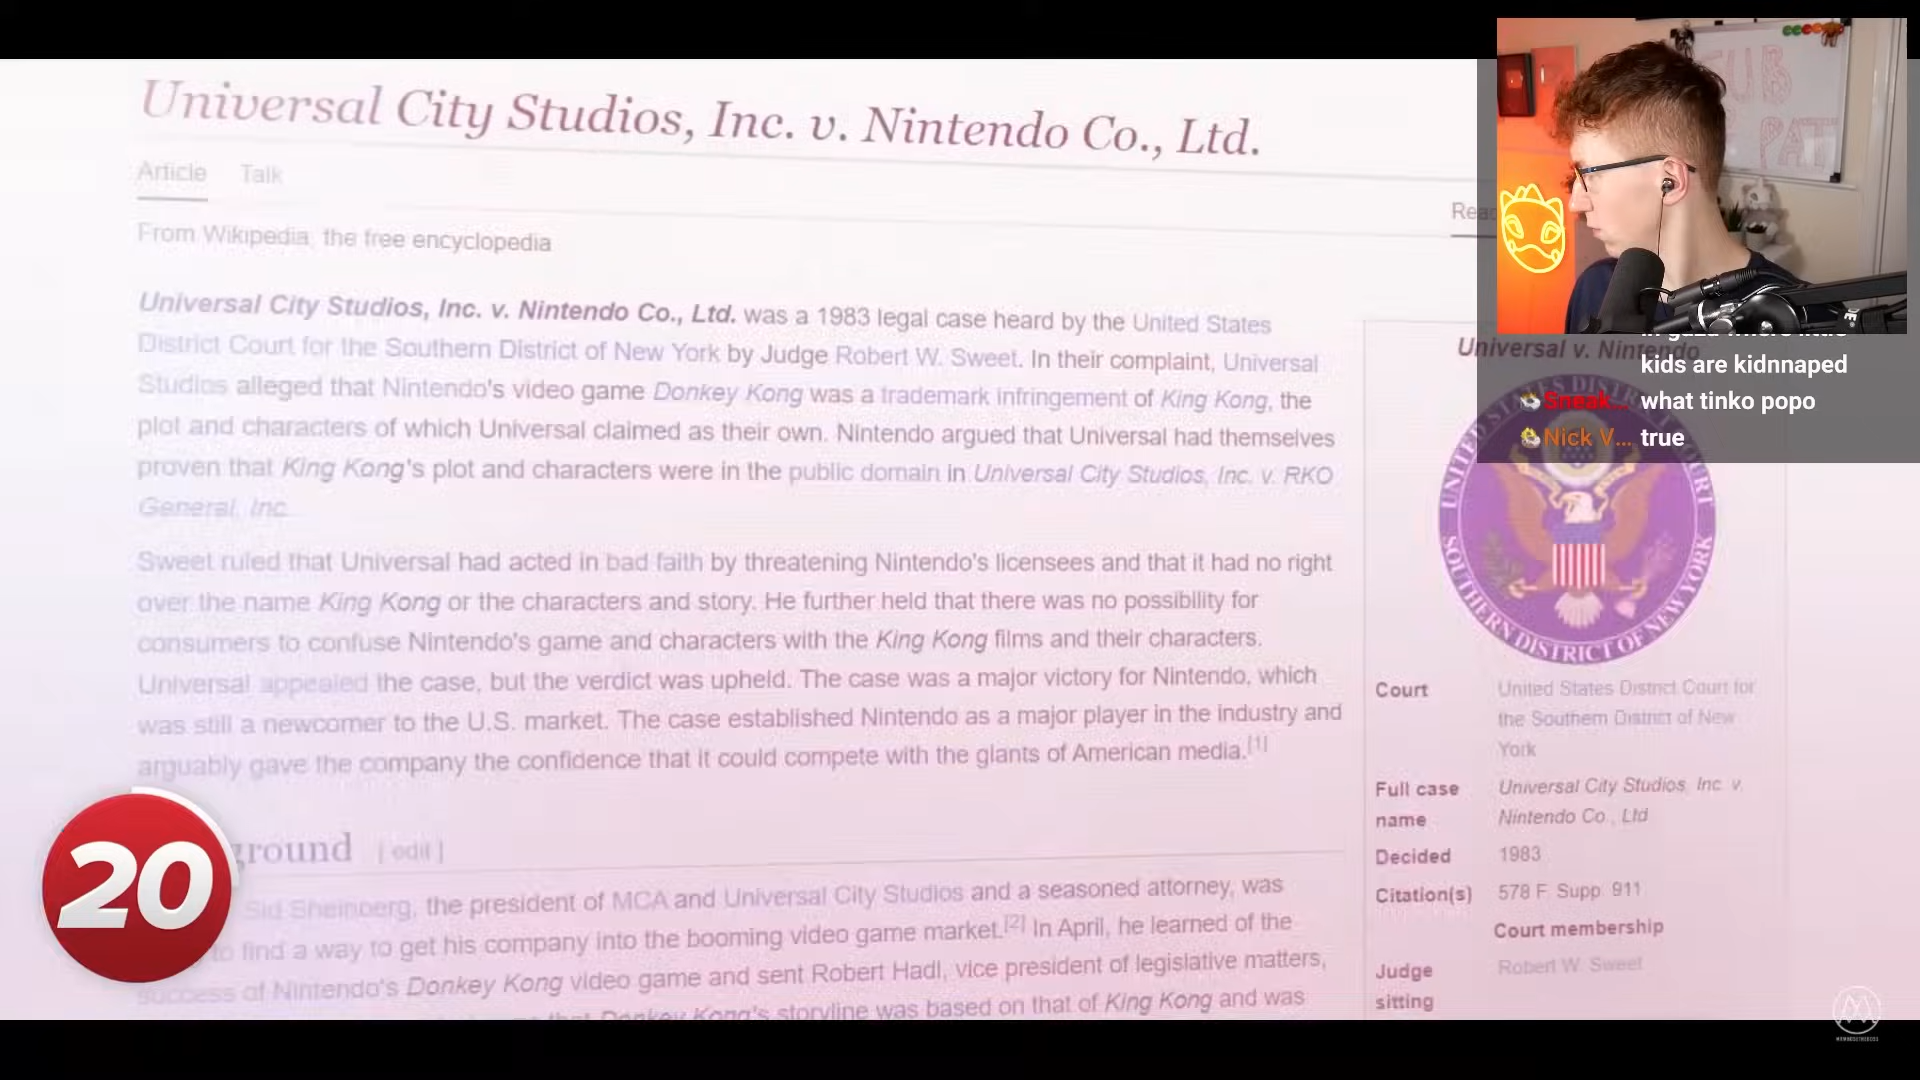 Universal City Studios, Inc. v. Nintendo Co., Ltd.
Article Talk
From Wikipedia, the free encyclopedia
Universal City Studios, Inc. v. Nintendo Co., Ltd. was a 1983 legal case heard by the United States
District Court for the Southern District of New York by Judge Robert W. Sweet. In their complaint, Universal
Studios alleged that Nintendo's video game Donkey Kong was a trademark infringement of King Kong, the
plot and characters of which Universal claimed as their own. Nintendo argued that Universal had themselves
proven that King Kong's plot and characters were in the public domain in Universal City Studios, Inc. v. RKO
General, Inc.
Sweet ruled that Universal had acted in bad faith by threatening Nintendo's licensees and that it had no right
over the name King Kong or the characters and story. He further held that there was no possibility for
consumers to confuse Nintendo's game and characters with the King Kong films and their characters.
Universal appealed the case, but the verdict was upheld. The case was a major victory for Nintendo, which
was still a newcomer to the U.S. market. The case established Nintendo as a major player in the industry and
arguably gave the company the confidence that it could compete with the giants of American media.[1]
ground [ edit ]
Sid Sheinberg, the president of MCA and Universal City Studios and a seasoned attorney, was
to find a way to get his company into the booming video game market.[2] In April, he learned of the
success of Nintendo's Donkey Kong video game and sent Robert Hadl, vice president of legislative matters,
Donkey Kong's storyline was based on that of King Kong and was
20
Universal v. Nintendo
UNITED STATES DISTRICT COURT
SOUTHERN DISTRICT OF NEW YORK
Court United States District Court for
the Southern District of New
York
Full case Universal City Studios, Inc. v.
name Nintendo Co., Ltd
Decided 1983
Citation(s) 578 F. Supp. 911
Court membership
Judge Robert W. Sweet
sitting
SUB
PAT
kids are kidnnaped
Sneak... what tinko popo
Nick V... true